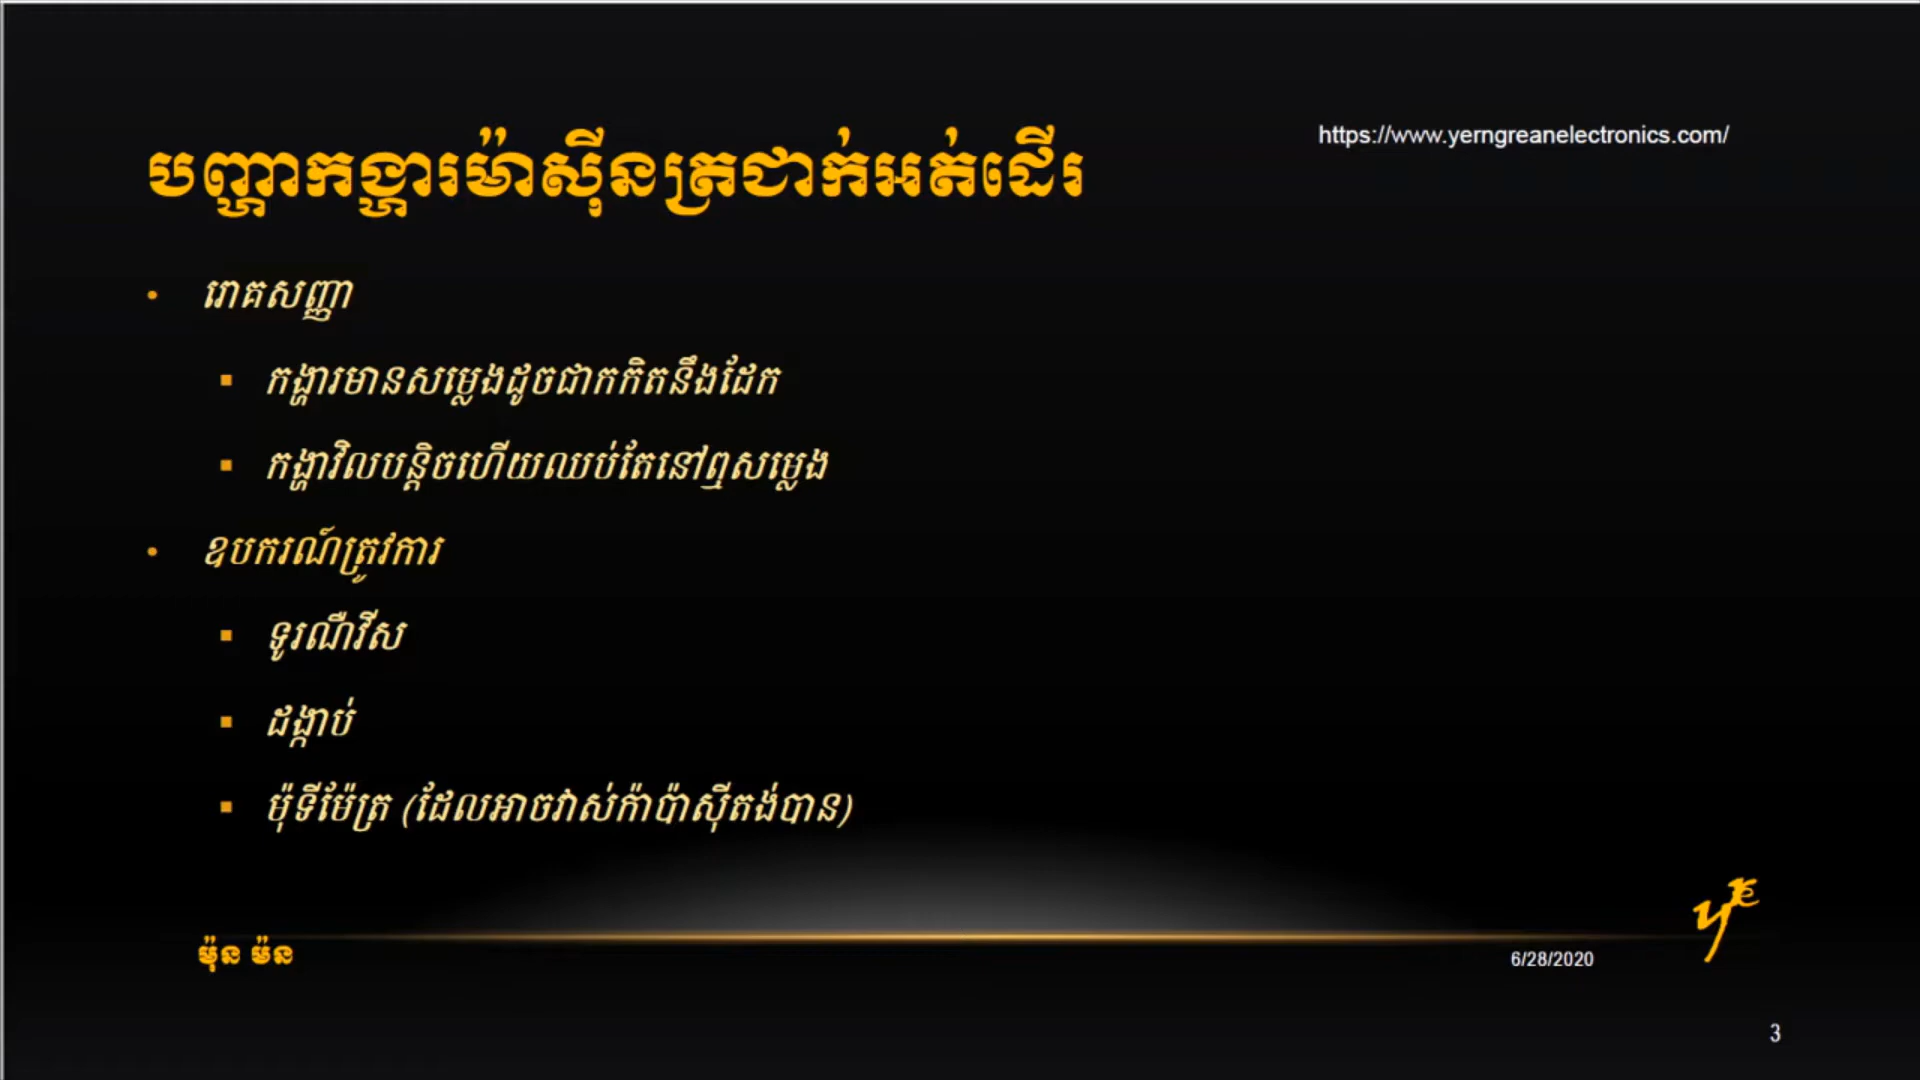 បញ្ហាកង្ហារម៉ាស៊ីនត្រជាក់អត់ដើរ
https://www.yerngreanelectronics.com/
• រោគសញ្ញា
▪ កង្ហារមានសម្លេងដូចជាកកិតនឹងដែក
▪ កង្ហាវិលបន្តិចហើយឈប់តែនៅឮសម្លេង
• ឧបករណ៍ត្រូវការ
▪ ទូរណឺវីស
▪ ដង្កាប់
▪ ម៉ុទីម៉ែត្រ (ដែលអាចវាស់ក៉ាប៉ាស៊ីតង់បាន)
ម៉ុន ម៉ន
6/28/2020
3